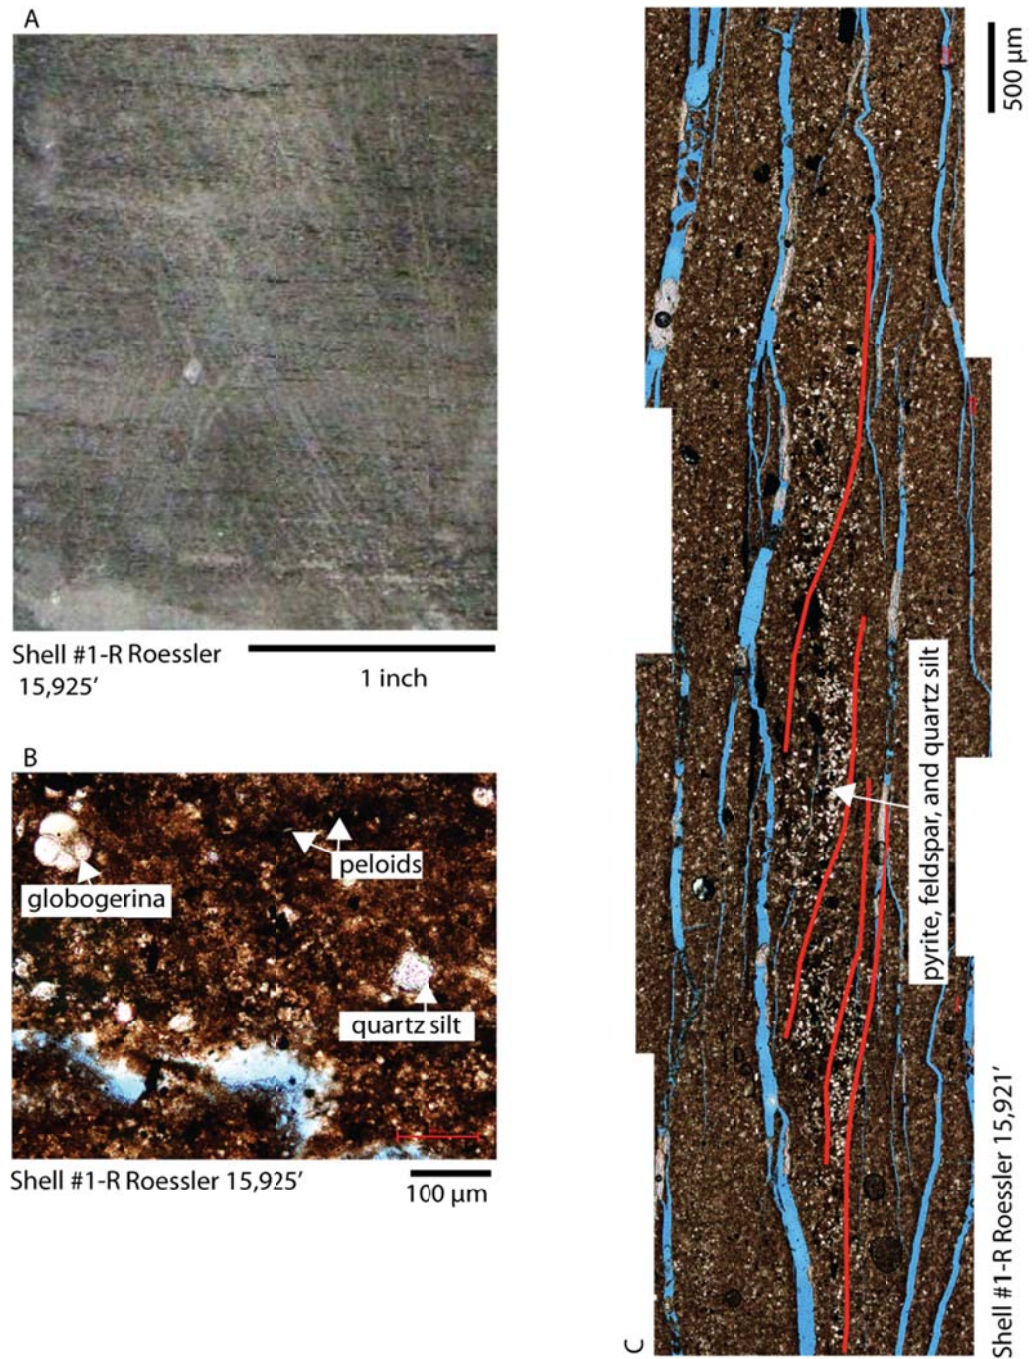 A
Shell #1-R Roessler
15,925’
1 inch
B
globogerina
peloids
quartz silt
Shell #1-R Roessler 15,925’
100 µm
C
500 µm
pyrite, feldspar, and quartz silt
Shell #1-R Roessler 15,921’